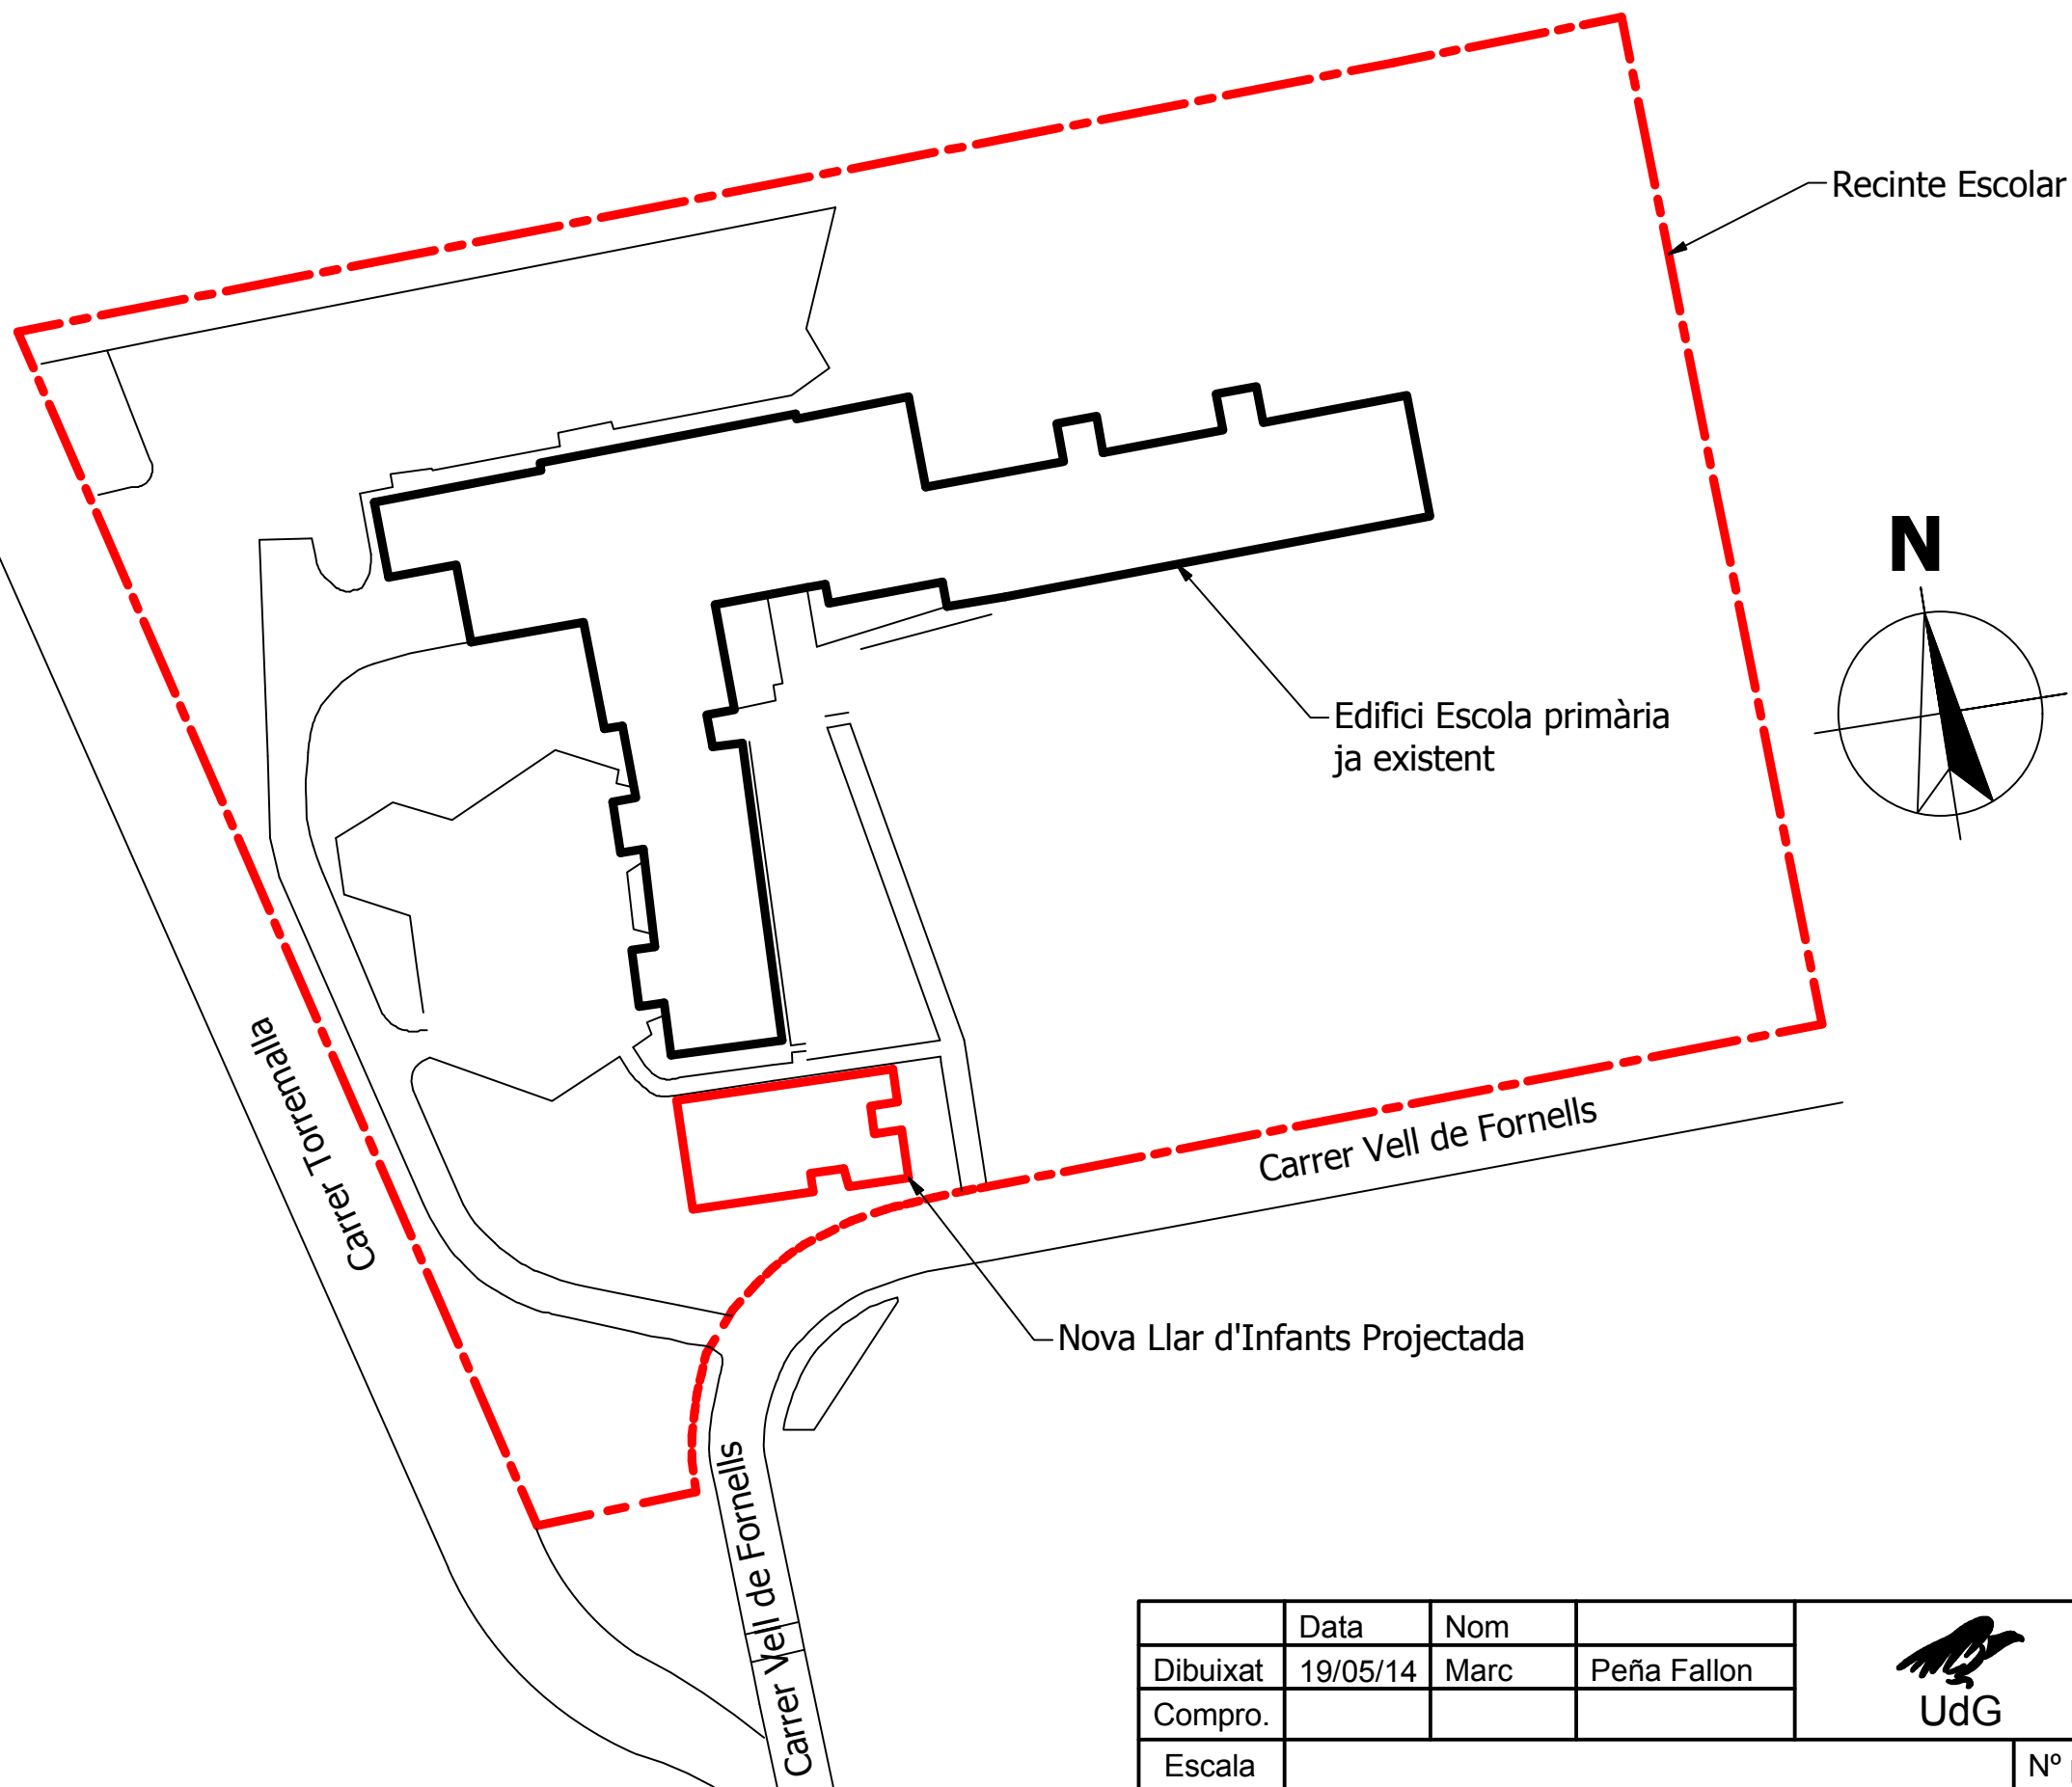 Recinte Escolar
N
Edifici Escola primària
ja existent
Carrer Torremalla
Carrer Vell de Fornells
Nova Llar d'Infants Projectada
Carrer Vell de Fornells
Data Nom
Dibuixat 19/05/14 Marc Peña Fallon
Compro.
UdG
Escala
Nº